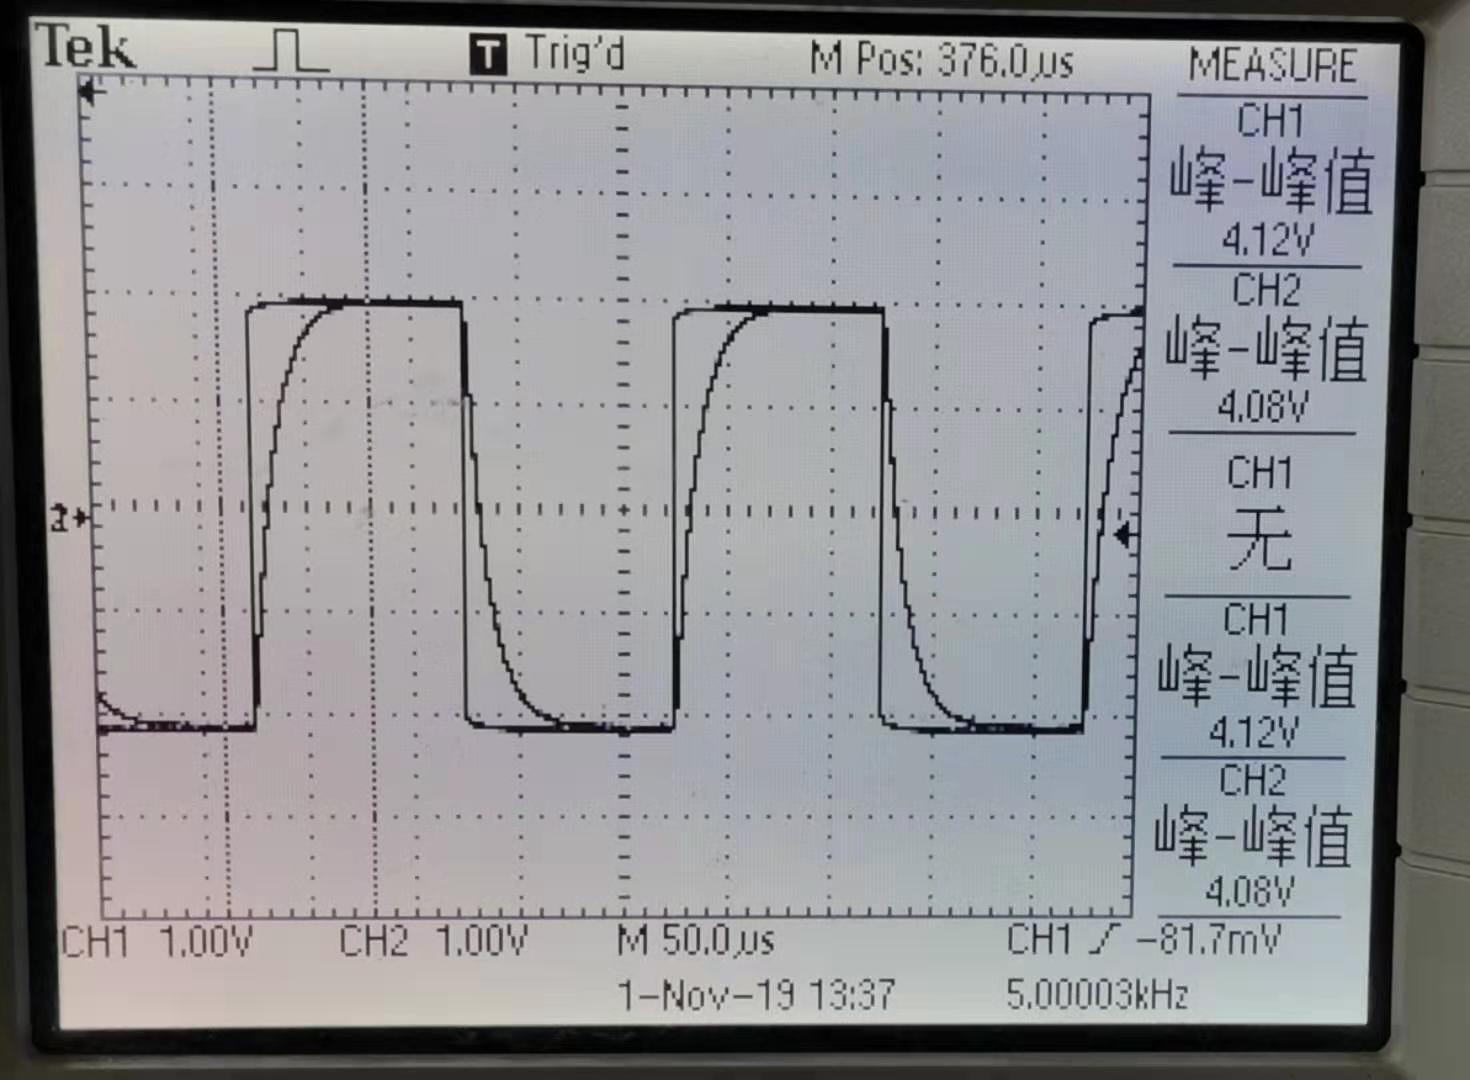 Tek T Trig'd M Pos: 376.0µs MEASURE
CH1
峰-峰值
4.12V
CH2
峰-峰值
4.08V
CH1
无
CH1
峰-峰值
4.12V
CH2
峰-峰值
4.08V
2
CH1 1.00V CH2 1.00V M 50.0µs CH1 -81.7mV
1-Nov-19 13:37 5.00003kHz